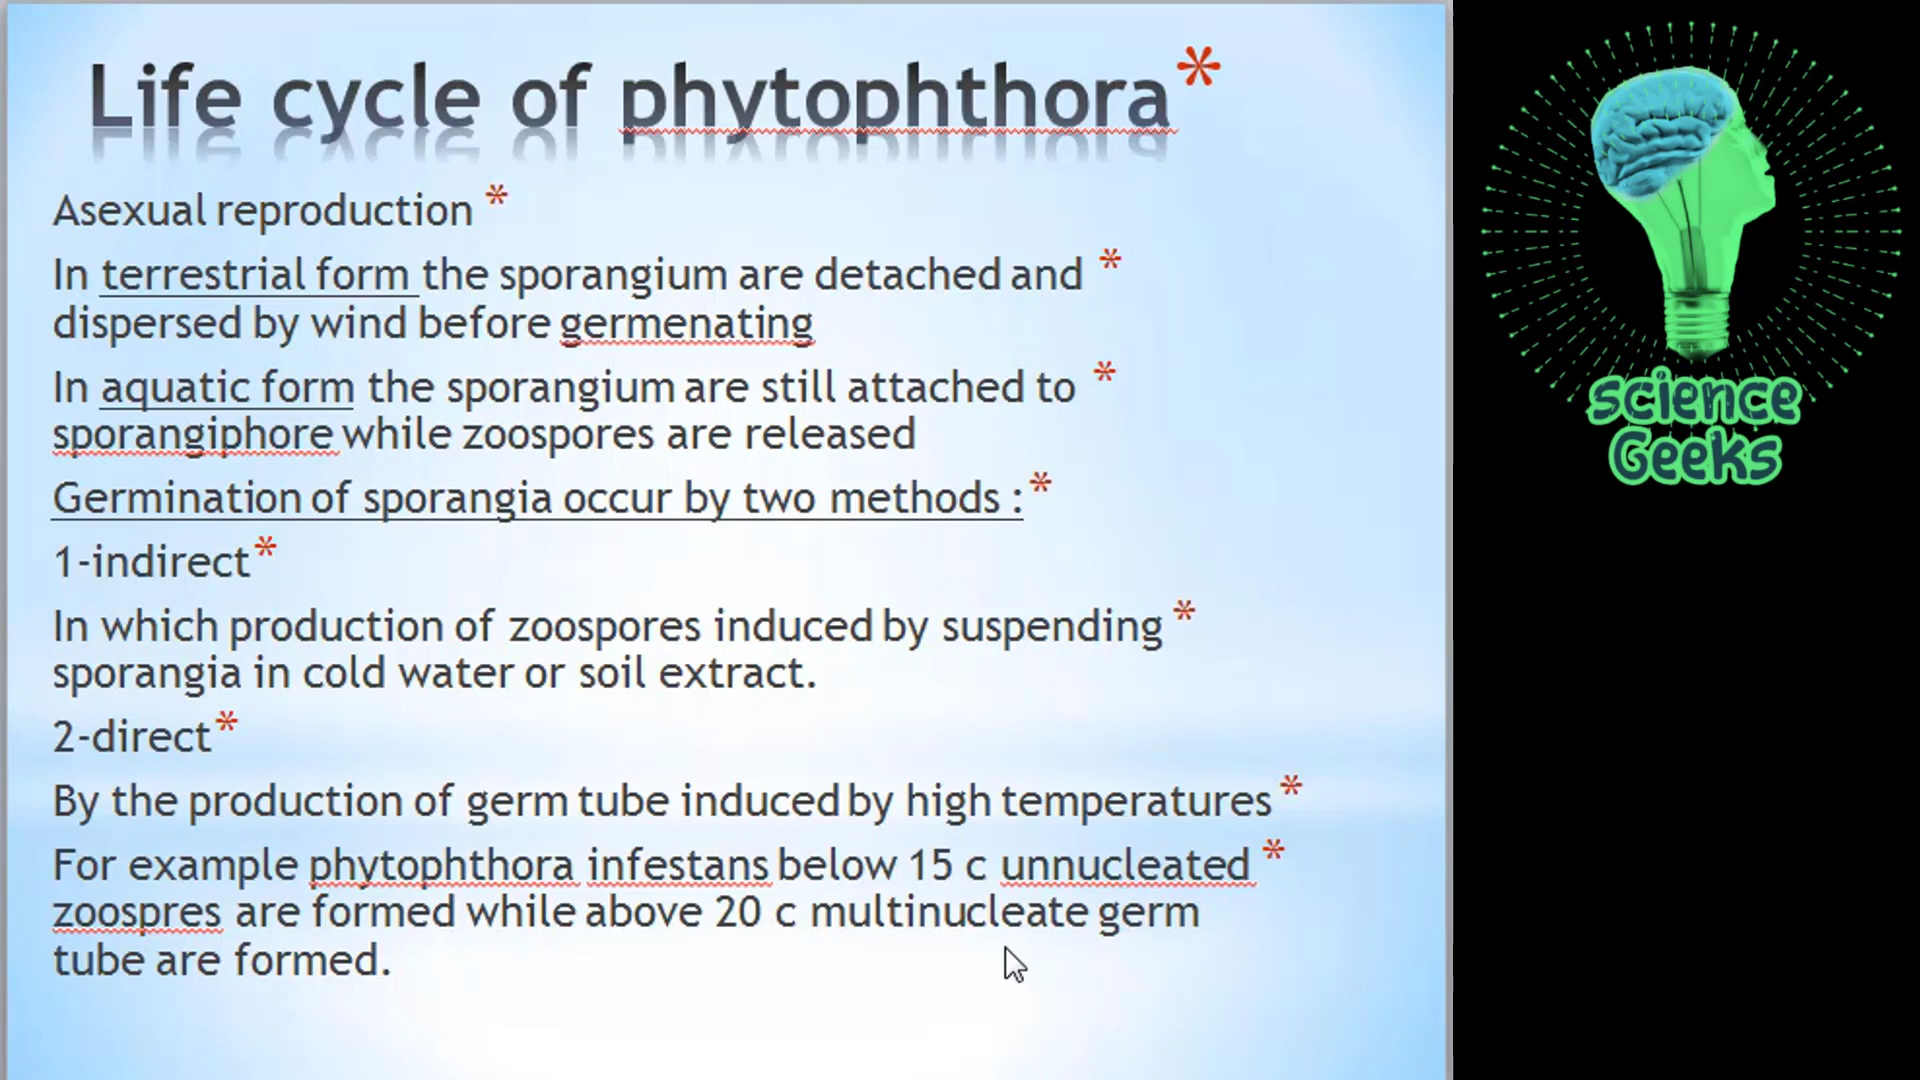 Life cycle of phytophthora*
Asexual reproduction *
In terrestrial form the sporangium are detached and *
dispersed by wind before germenating
In aquatic form the sporangium are still attached to *
sporangiphore while zoospores are released
Germination of sporangia occur by two methods :*
1-indirect*
In which production of zoospores induced by suspending *
sporangia in cold water or soil extract.
2-direct*
By the production of germ tube induced by high temperatures *
For example phytophthora infestans below 15 c unnucleated *
zoospres are formed while above 20 c multinucleate germ
tube are formed.
science
Geeks